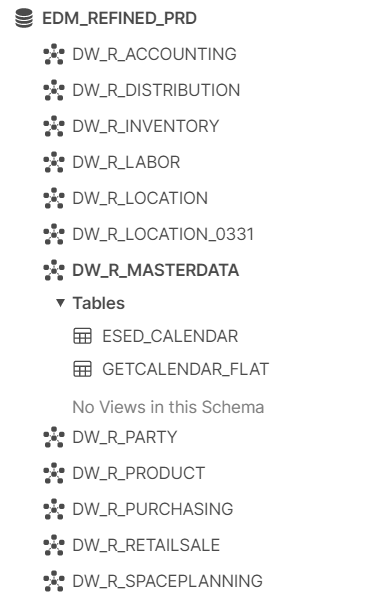 EDM_REFINED_PRD
DW_R_ACCOUNTING
DW_R_DISTRIBUTION
DW_R_INVENTORY
DW_R_LABOR
DW_R_LOCATION
DW_R_LOCATION_0331
DW_R_MASTERDATA
Tables
ESED_CALENDAR
GETCALENDAR_FLAT
No Views in this Schema
DW_R_PARTY
DW_R_PRODUCT
DW_R_PURCHASING
DW_R_RETAILSALE
DW_R_SPACEPLANNING